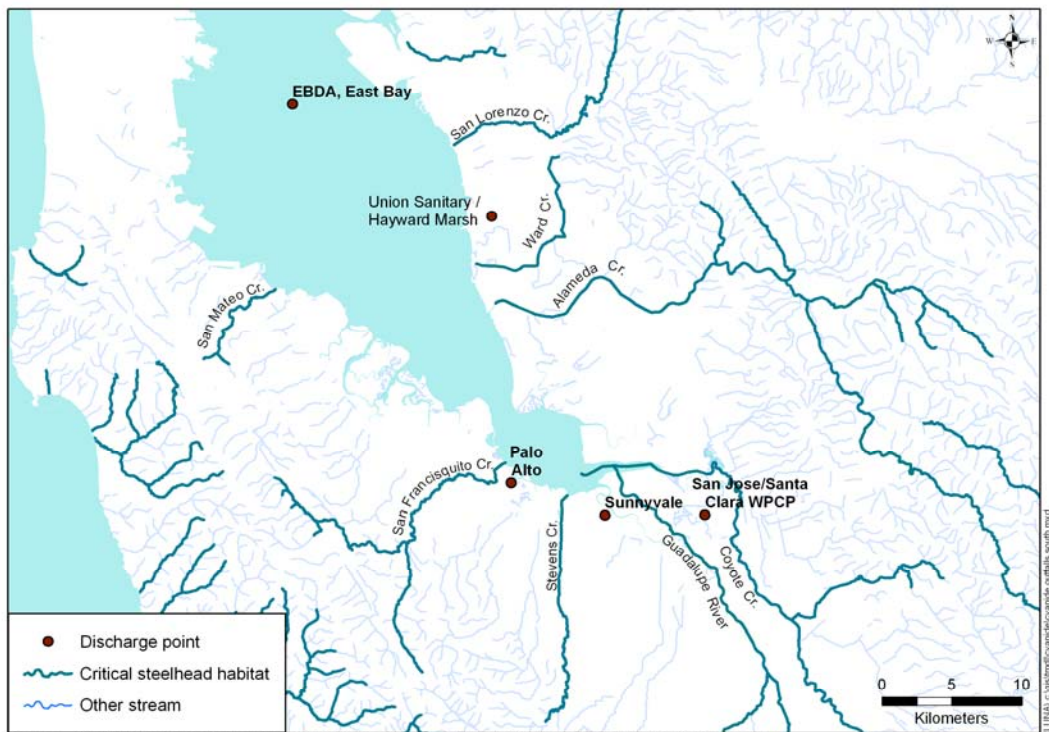 N
W E
S
EBDA, East Bay
San Lorenzo Cr.
Union Sanitary /
Hayward Marsh
Ward Cr.
Alameda Cr.
San Mateo Cr.
Palo
Alto
San Francisquito Cr.
San Jose/Santa
Clara WPCP
Sunnyvale
Stevens Cr.
Guadalupe River
Coyote Cr.
Discharge point
Critical steelhead habitat
Other stream
0 5 10
Kilometers